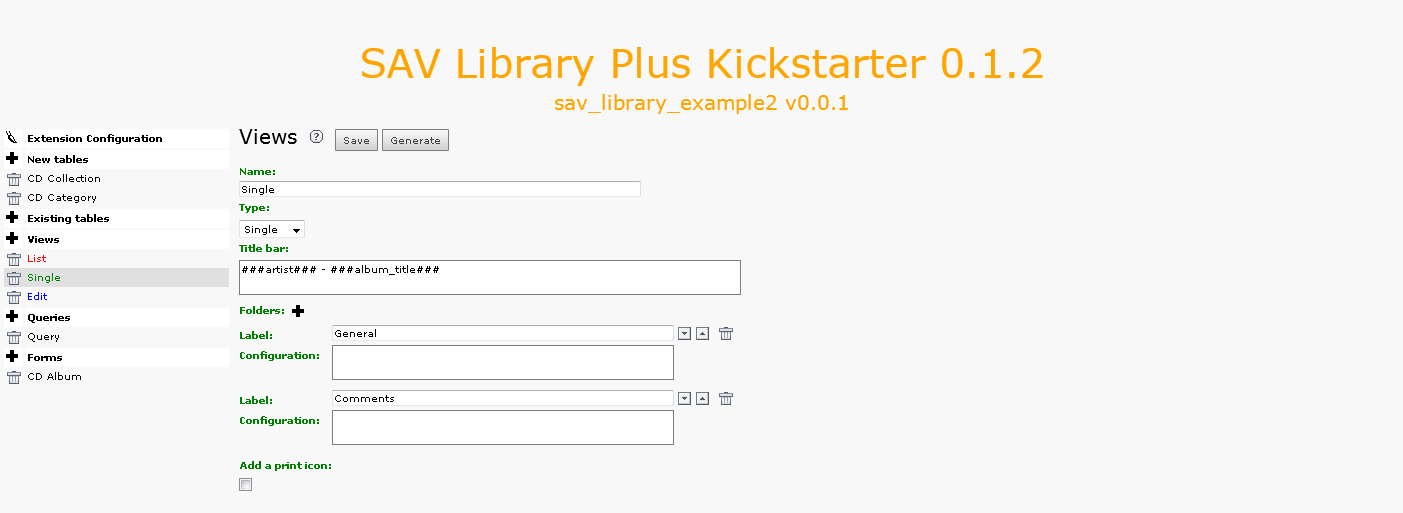 SAV Library Plus Kickstarter 0.1.2
sav_library_example2 v0.0.1
Extension Configuration
New tables
CD Collection
CD Category
Existing tables
Views
List
Single
Edit
Queries
Query
Forms
CD Album
Views ? Save Generate
Name:
Single
Type:
Single
Title bar:
###artist### - ###album_title###
Folders:
Label: General
Configuration:
Label: Comments
Configuration:
Add a print icon: